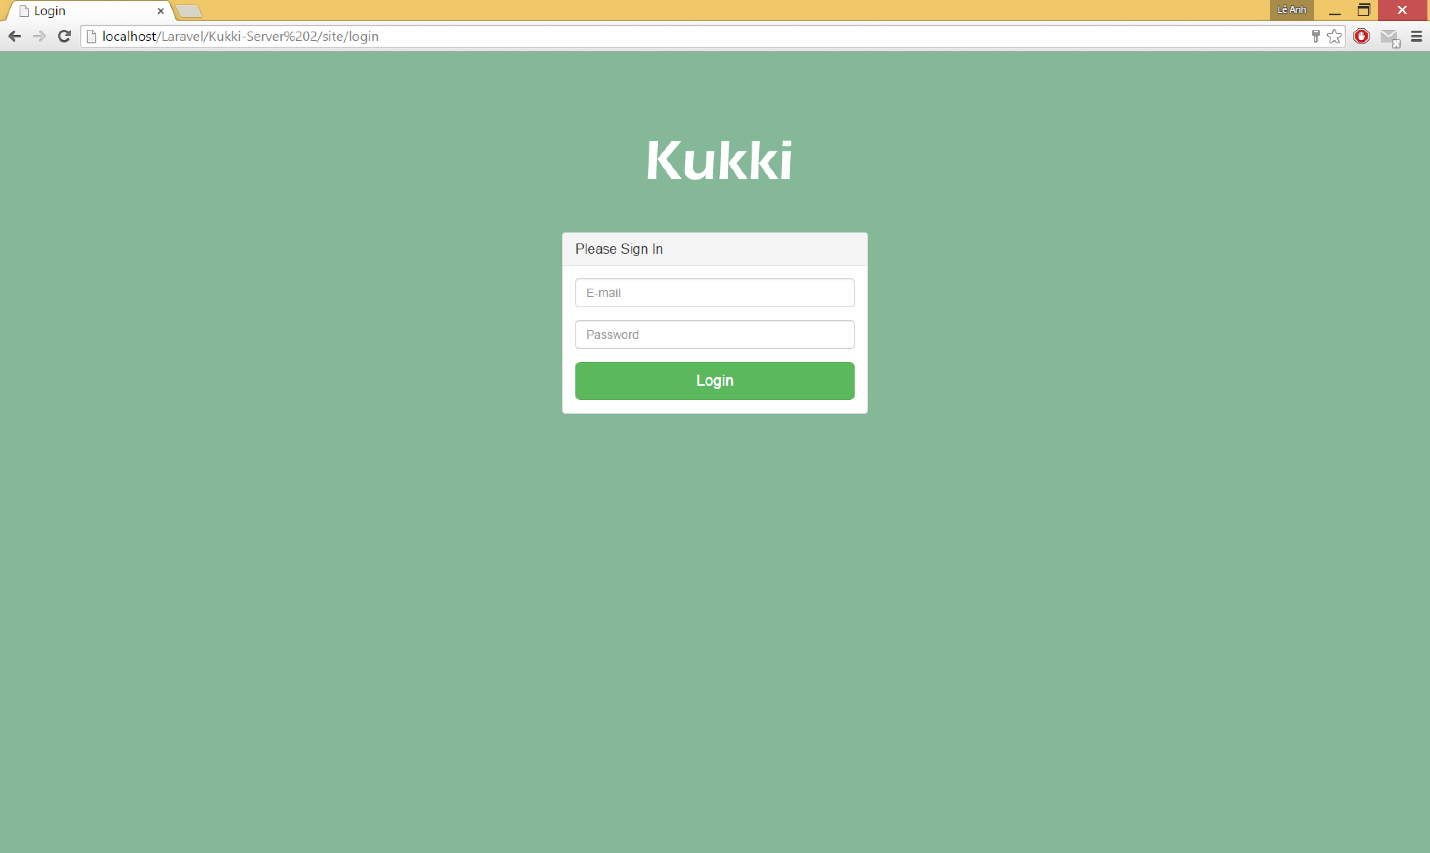 Login
Lê Anh
localhost/Laravel/Kukki-Server%202/site/login
Kukki
Please Sign In
E-mail
Password
Login